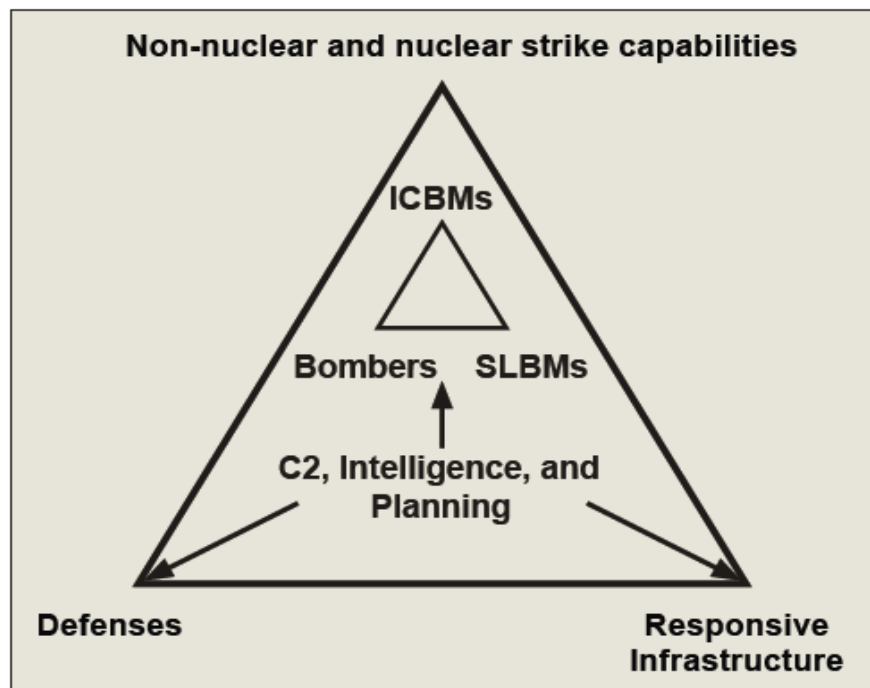 Non-nuclear and nuclear strike capabilities
ICBMs
Bombers SLBMs
C2, Intelligence, and
Planning
Defenses
Responsive
Infrastructure